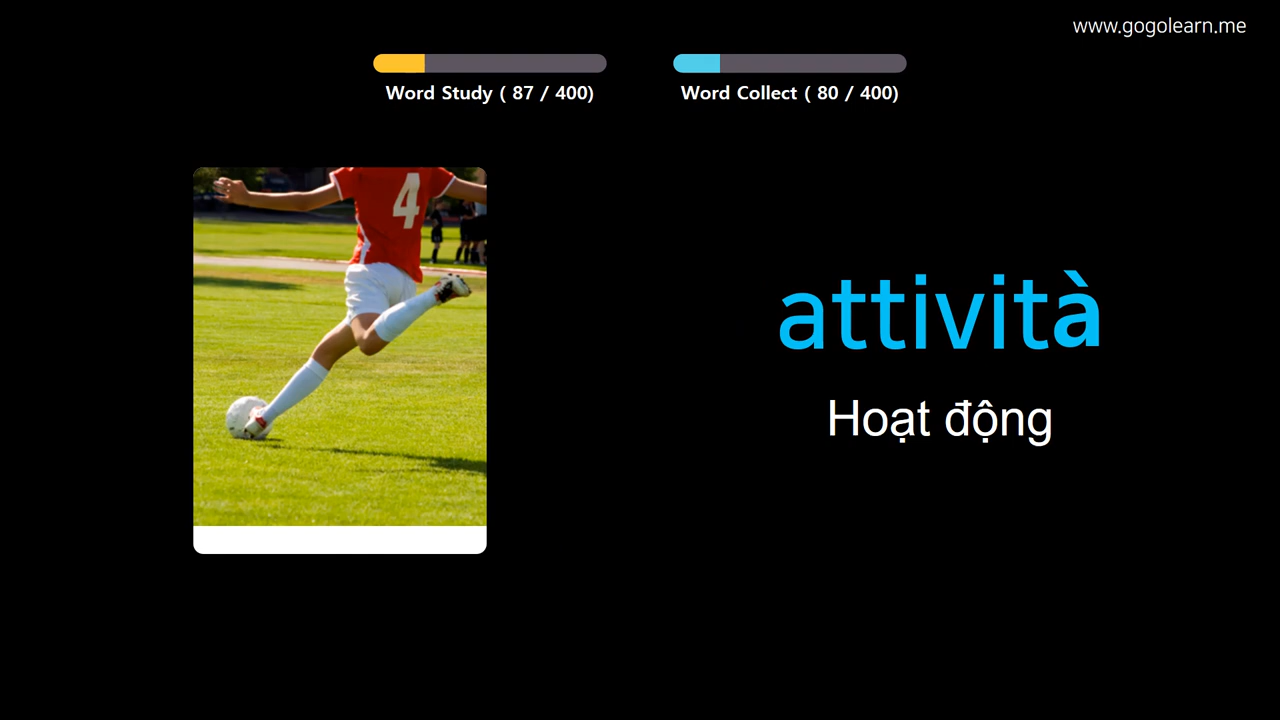 www.gogolearn.me
Word Study ( 87 / 400)
Word Collect ( 80 / 400)
4
attività
Hoạt động